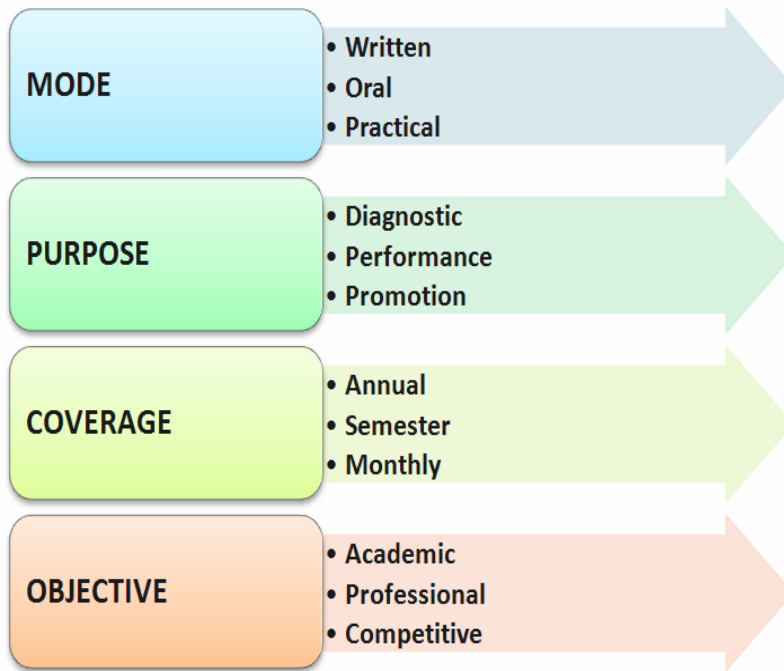 MODE
• Written
• Oral
• Practical
PURPOSE
• Diagnostic
• Performance
• Promotion
COVERAGE
• Annual
• Semester
• Monthly
OBJECTIVE
• Academic
• Professional
• Competitive